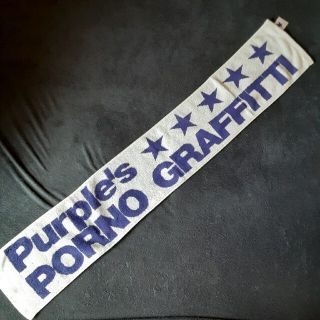 Purple's ★★★★★
PORNO GRAFFITTI